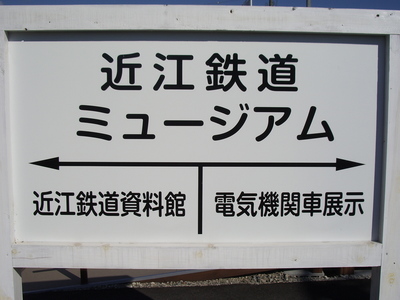 近江鉄道
ミュージアム
近江鉄道資料館
電気機関車展示